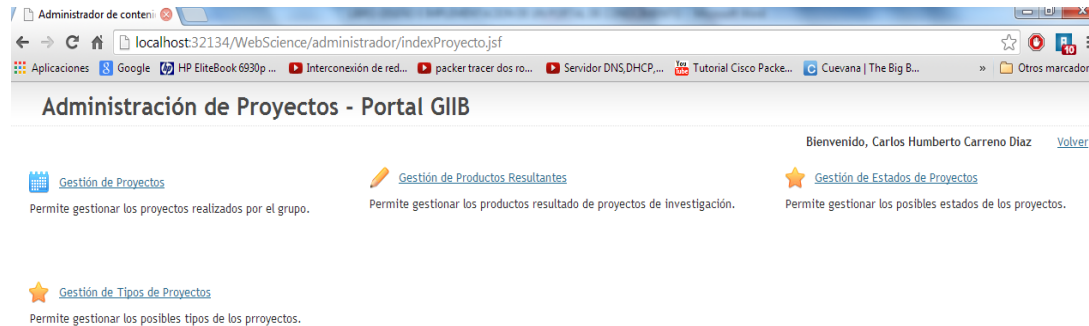 Administrador de conteni
localhost:32134/WebScience/administrador/indexProyecto.jsf
10
Aplicaciones Google HP EliteBook 6930p ... Interconexión de red... packer tracer dos ro... Servidor DNS,DHCP,... Tutorial Cisco Packe... Cuevana | The Big B... » Otros marcador
Administración de Proyectos - Portal GIIB
Bienvenido, Carlos Humberto Carreno Diaz Volver
Gestión de Proyectos
Permite gestionar los proyectos realizados por el grupo.
Gestión de Productos Resultantes
Permite gestionar los productos resultado de proyectos de investigación.
Gestión de Estados de Proyectos
Permite gestionar los posibles estados de los proyectos.
Gestión de Tipos de Proyectos
Permite gestionar los posibles tipos de los prroyectos.